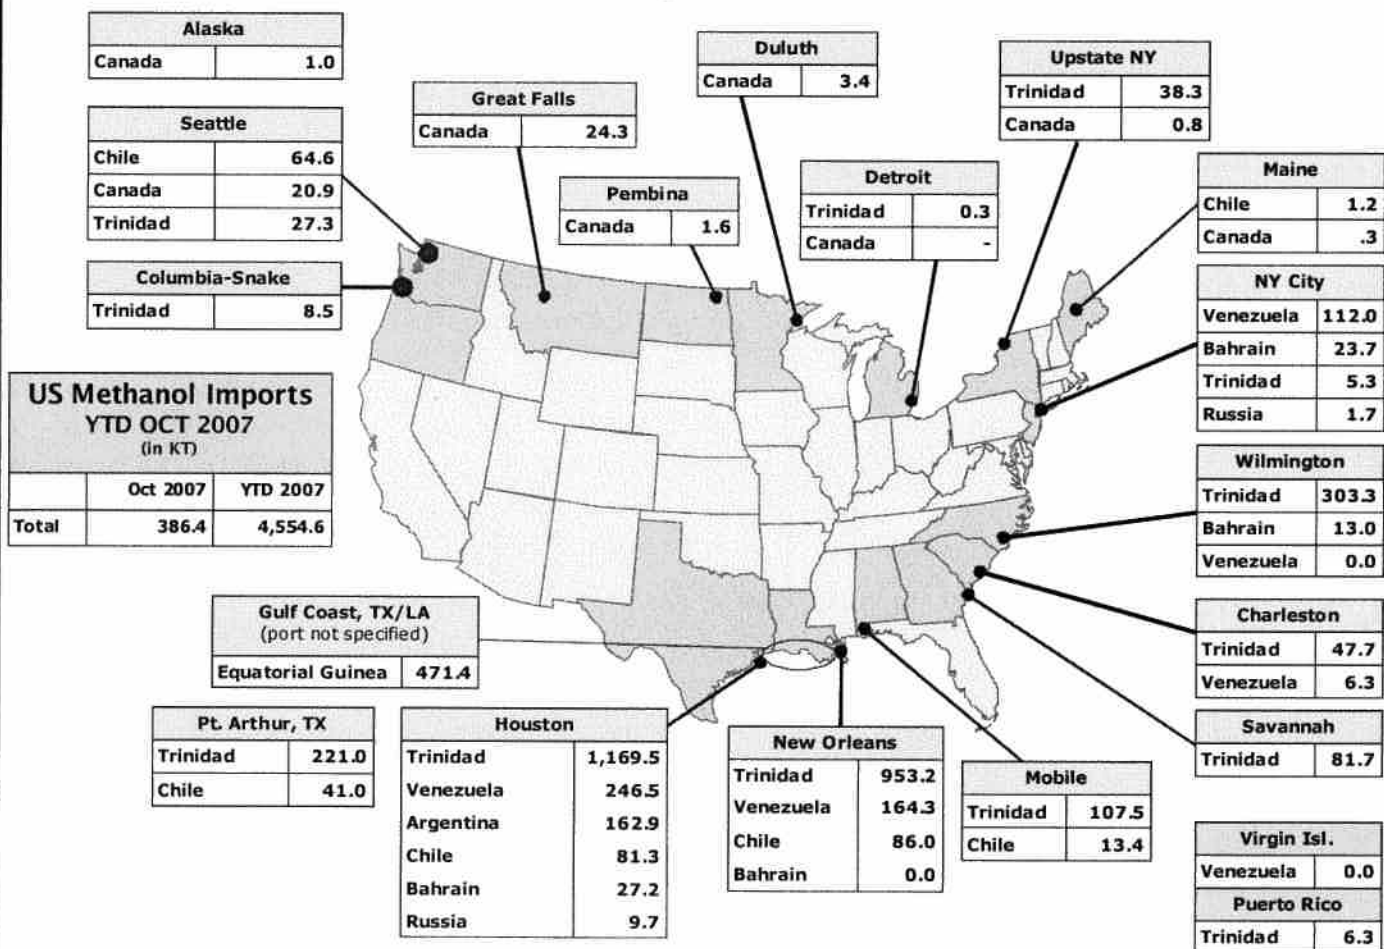 Alaska
Canada 1.0
Seattle
Chile 64.6
Canada 20.9
Trinidad 27.3
Columbia-Snake
Trinidad 8.5
Great Falls
Canada 24.3
Pembina
Canada 1.6
Duluth
Canada 3.4
Detroit
Trinidad 0.3
Canada -
Upstate NY
Trinidad 38.3
Canada 0.8
Maine
Chile 1.2
Canada .3
NY City
Venezuela 112.0
Bahrain 23.7
Trinidad 5.3
Russia 1.7
Wilmington
Trinidad 303.3
Bahrain 13.0
Venezuela 0.0
Charleston
Trinidad 47.7
Venezuela 6.3
Savannah
Trinidad 81.7
US Methanol Imports
YTD OCT 2007
(in KT)
Oct 2007 YTD 2007
Total 386.4 4,554.6
Gulf Coast, TX/LA
(port not specified)
Equatorial Guinea 471.4
Pt. Arthur, TX
Trinidad 221.0
Chile 41.0
Houston
Trinidad 1,169.5
Venezuela 246.5
Argentina 162.9
Chile 81.3
Bahrain 27.2
Russia 9.7
New Orleans
Trinidad 953.2
Venezuela 164.3
Chile 86.0
Bahrain 0.0
Mobile
Trinidad 107.5
Chile 13.4
Virgin Isl.
Venezuela 0.0
Puerto Rico
Trinidad 6.3